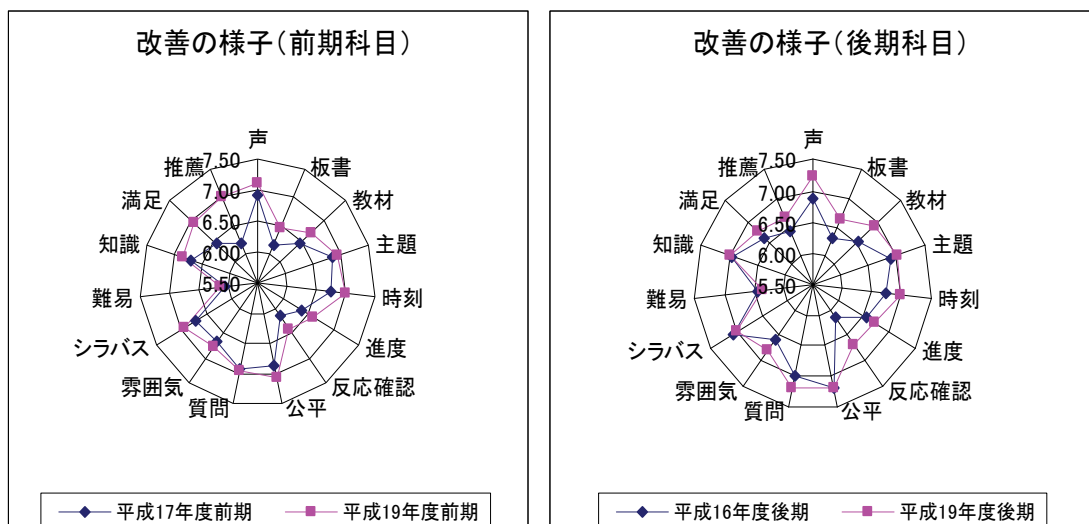 改善の様子(前期科目)
声
板書
教材
主題
時刻
進度
反応確認
公平
質問
雰囲気
シラバス
難易
知識
満足
推薦
7.50
7.00
6.50
6.00
5.50
平成17年度前期
平成19年度前期
改善の様子(後期科目)
声
板書
教材
主題
時刻
進度
反応確認
公平
質問
雰囲気
シラバス
難易
知識
満足
推薦
7.50
7.00
6.50
6.00
5.50
平成16年度後期
平成19年度後期